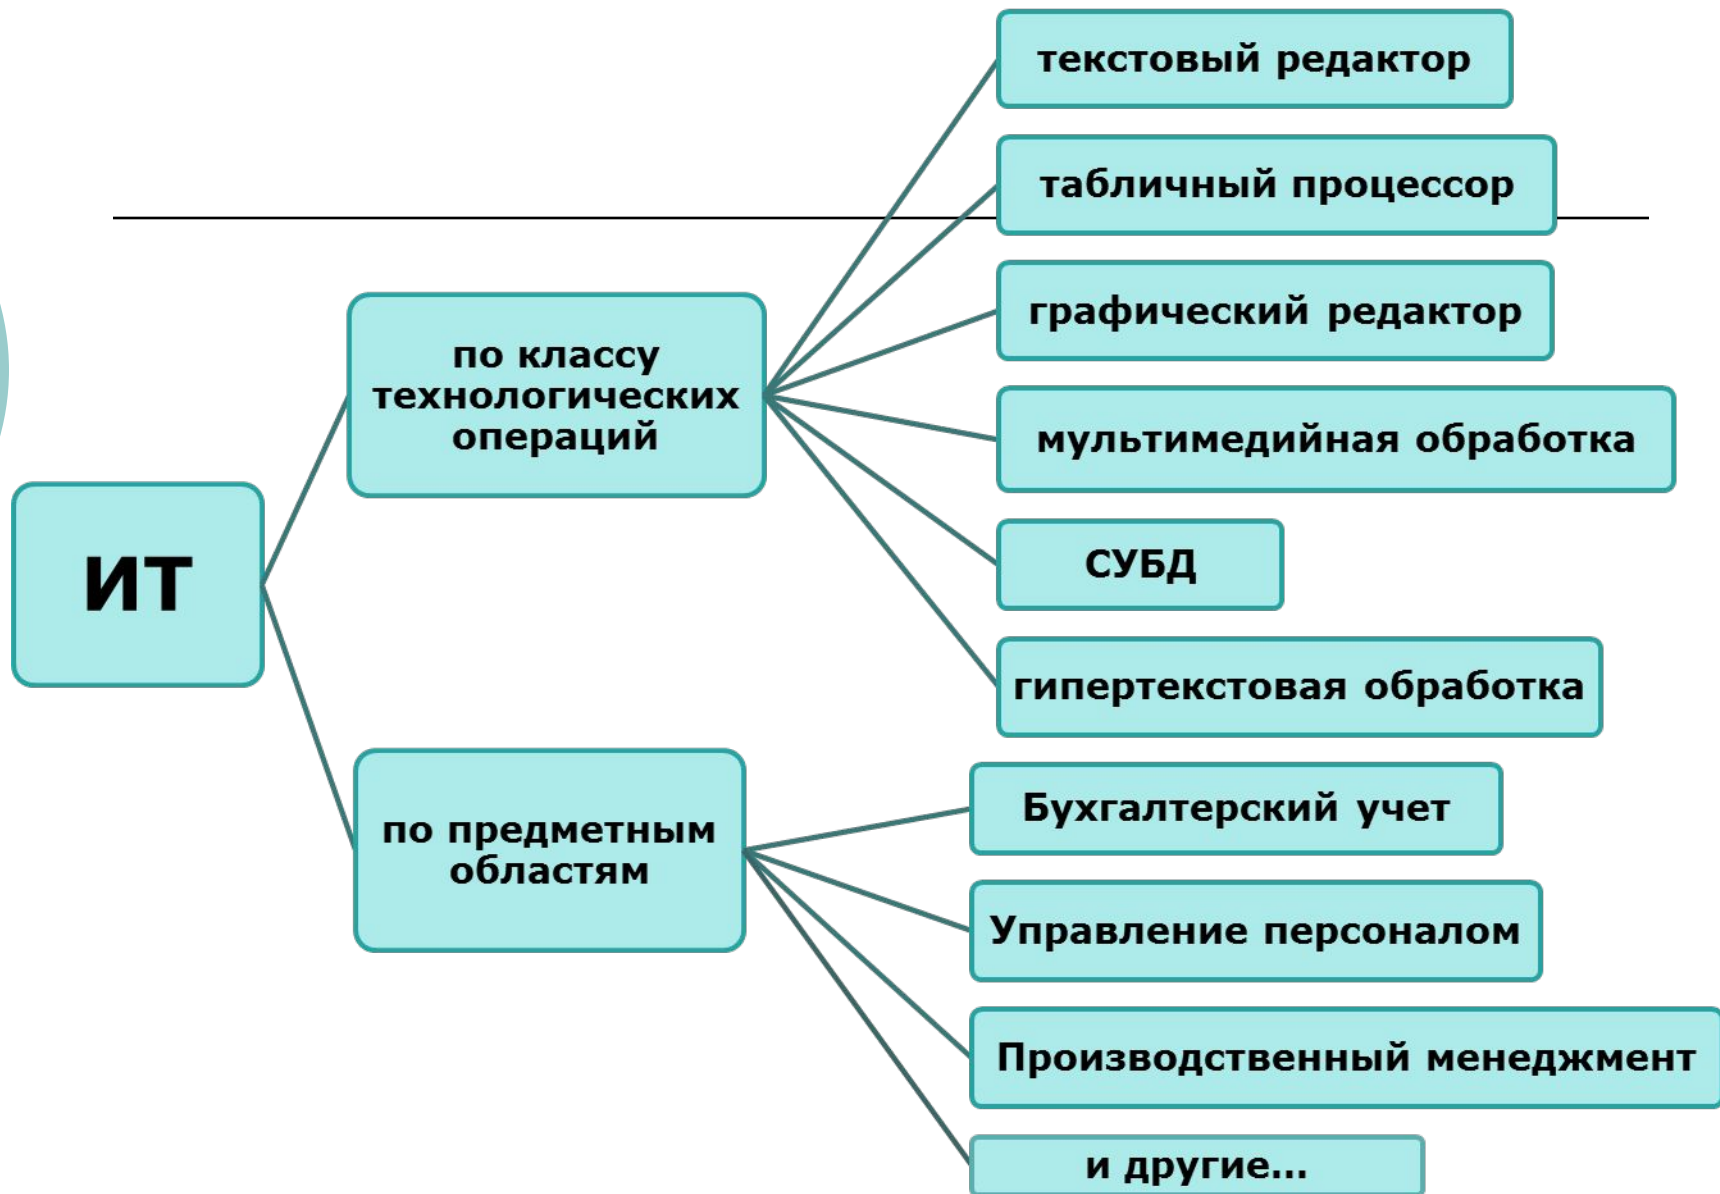 ИТ
по классу
технологических
операций
текстовый редактор
табличный процессор
графический редактор
мультимедийная обработка
СУБД
гипертекстовая обработка
по предметным
областям
Бухгалтерский учет
Управление персоналом
Производственный менеджмент
и другие...